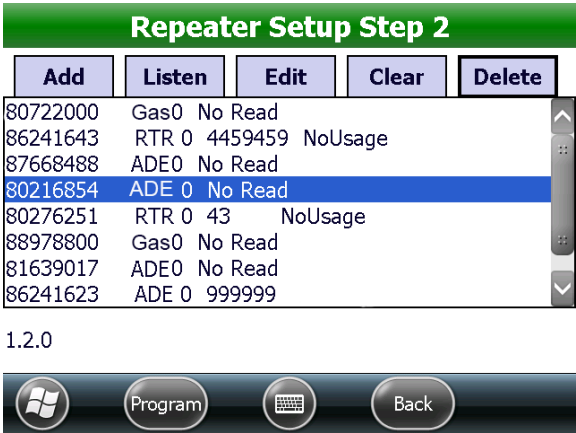 Repeater Setup Step 2
Add Listen Edit Clear Delete
80722000 Gas0 No Read
86241643 RTR 0 4459459 NoUsage
87668488 ADE0 No Read
80216854 ADE 0 No Read
80276251 RTR 0 43 NoUsage
88978800 Gas0 No Read
81639017 ADE0 No Read
86241623 ADE 0 999999
1.2.0
Program Back